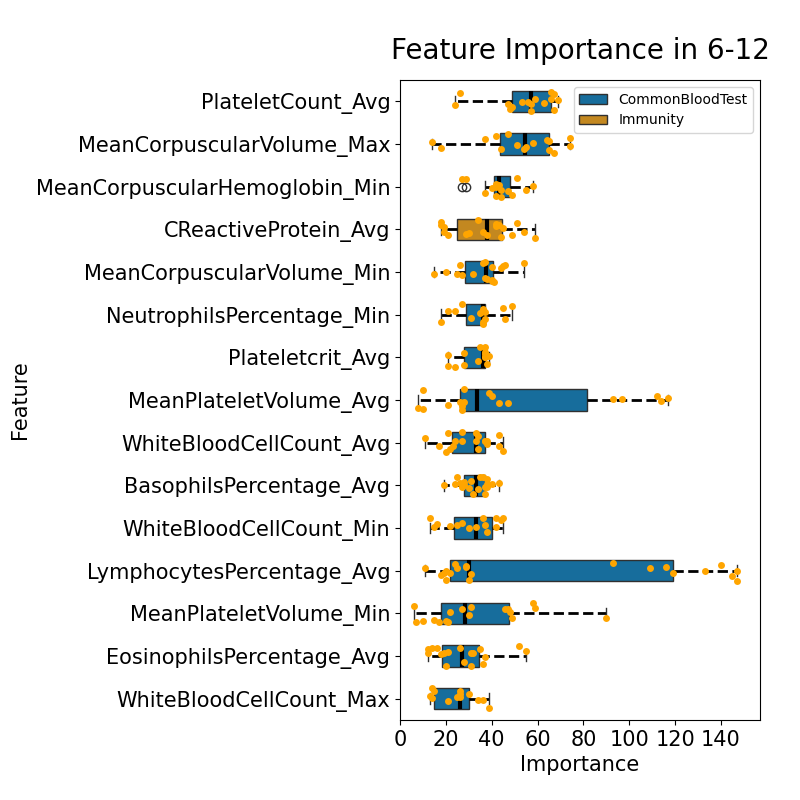 Feature Importance in 6-12
CommonBloodTest
Immunity
PlateletCount_Avg
MeanCorpuscularVolume_Max
MeanCorpuscularHemoglobin_Min
CReactiveProtein_Avg
MeanCorpuscularVolume_Min
NeutrophilsPercentage_Min
Plateletcrit_Avg
MeanPlateletVolume_Avg
WhiteBloodCellCount_Avg
BasophilsPercentage_Avg
WhiteBloodCellCount_Min
LymphocytesPercentage_Avg
MeanPlateletVolume_Min
EosinophilsPercentage_Avg
WhiteBloodCellCount_Max
Feature
0 20 40 60 80 100 120 140
Importance